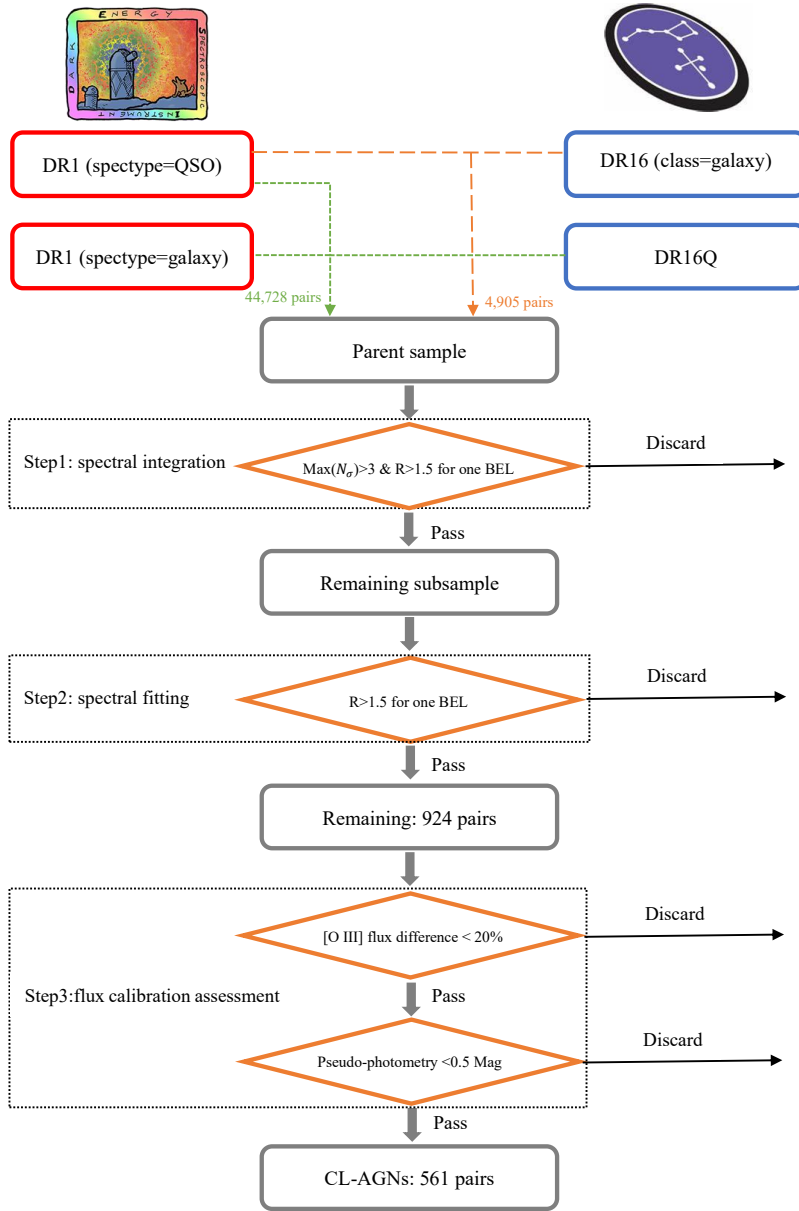 DARK ENERGY SPECTROSCOPIC INSTRUMENT
DR1 (spectype=QSO)
DR16 (class=galaxy)
DR1 (spectype=galaxy)
DR16Q
44,728 pairs
4,905 pairs
Parent sample
Step1: spectral integration
Max(N_σ)>3 & R>1.5 for one BEL
Discard
Pass
Remaining subsample
Step2: spectral fitting
R>1.5 for one BEL
Discard
Pass
Remaining: 924 pairs
Step3:flux calibration assessment
[O III] flux difference < 20%
Discard
Pass
Pseudo-photometry <0.5 Mag
Discard
Pass
CL-AGNs: 561 pairs